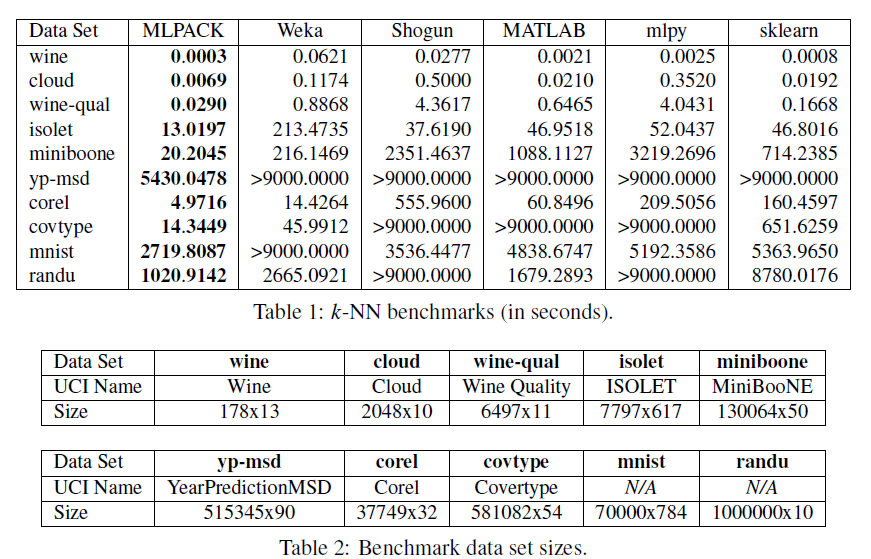 Data Set MLPACK Weka Shogun MATLAB mlpy sklearn
wine 0.0003 0.0621 0.0277 0.0021 0.0025 0.0008
cloud 0.0069 0.1174 0.5000 0.0210 0.3520 0.0192
wine-qual 0.0290 0.8868 4.3617 0.6465 4.0431 0.1668
isolet 13.0197 213.4735 37.6190 46.9518 52.0437 46.8016
miniboone 20.2045 216.1469 2351.4637 1088.1127 3219.2696 714.2385
yp-msd 5430.0478 >9000.0000 >9000.0000 >9000.0000 >9000.0000 >9000.0000
corel 4.9716 14.4264 555.9600 60.8496 209.5056 160.4597
covtype 14.3449 45.9912 >9000.0000 >9000.0000 >9000.0000 651.6259
mnist 2719.8087 >9000.0000 3536.4477 4838.6747 5192.3586 5363.9650
randu 1020.9142 2665.0921 >9000.0000 1679.2893 >9000.0000 8780.0176
Table 1: k-NN benchmarks (in seconds).
Data Set wine cloud wine-qual isolet miniboone
UCI Name Wine Cloud Wine Quality ISOLET MiniBooNE
Size 178x13 2048x10 6497x11 7797x617 130064x50
Data Set yp-msd corel covtype mnist randu
UCI Name YearPredictionMSD Corel Covertype N/A N/A
Size 515345x90 37749x32 581082x54 70000x784 1000000x10
Table 2: Benchmark data set sizes.